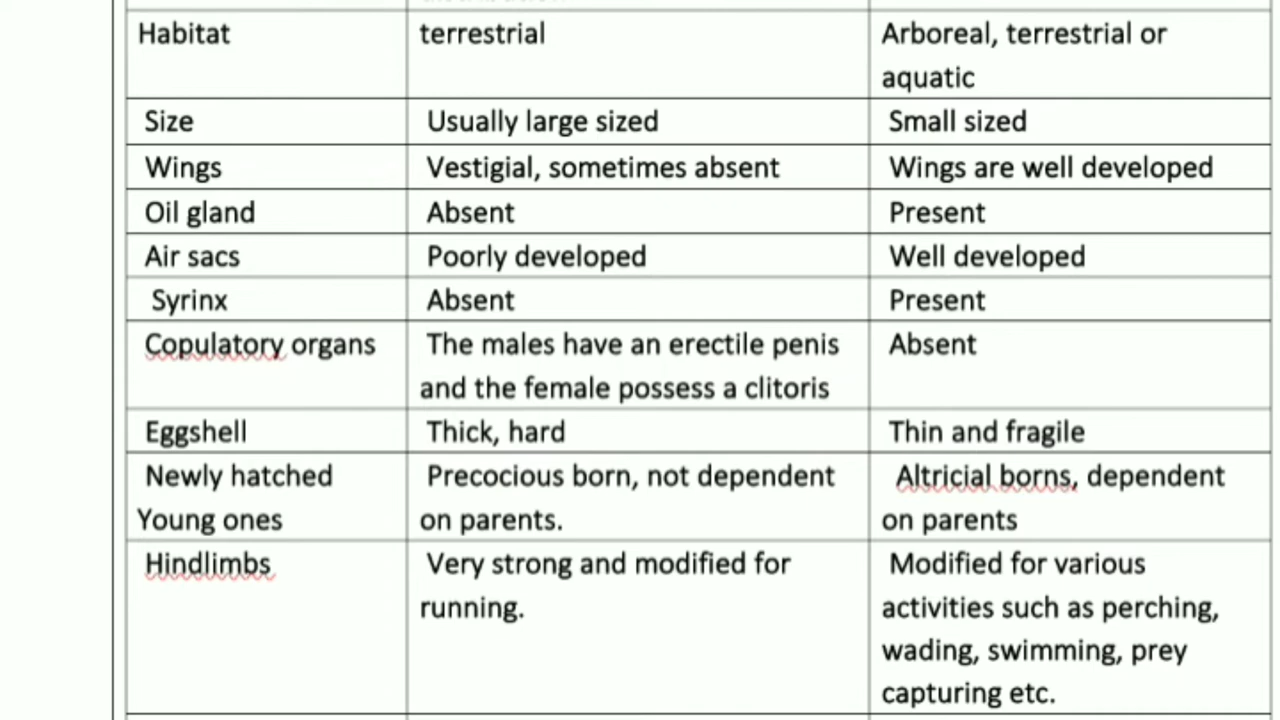 Habitat terrestrial Arboreal, terrestrial or
aquatic
Size Usually large sized Small sized
Wings Vestigial, sometimes absent Wings are well developed
Oil gland Absent Present
Air sacs Poorly developed Well developed
Syrinx Absent Present
Copulatory organs The males have an erectile penis Absent
and the female possess a clitoris
Eggshell Thick, hard Thin and fragile
Newly hatched Precocious born, not dependent Altricial borns, dependent
Young ones on parents. on parents
Hindlimbs Very strong and modified for Modified for various
running. activities such as perching,
wading, swimming, prey
capturing etc.